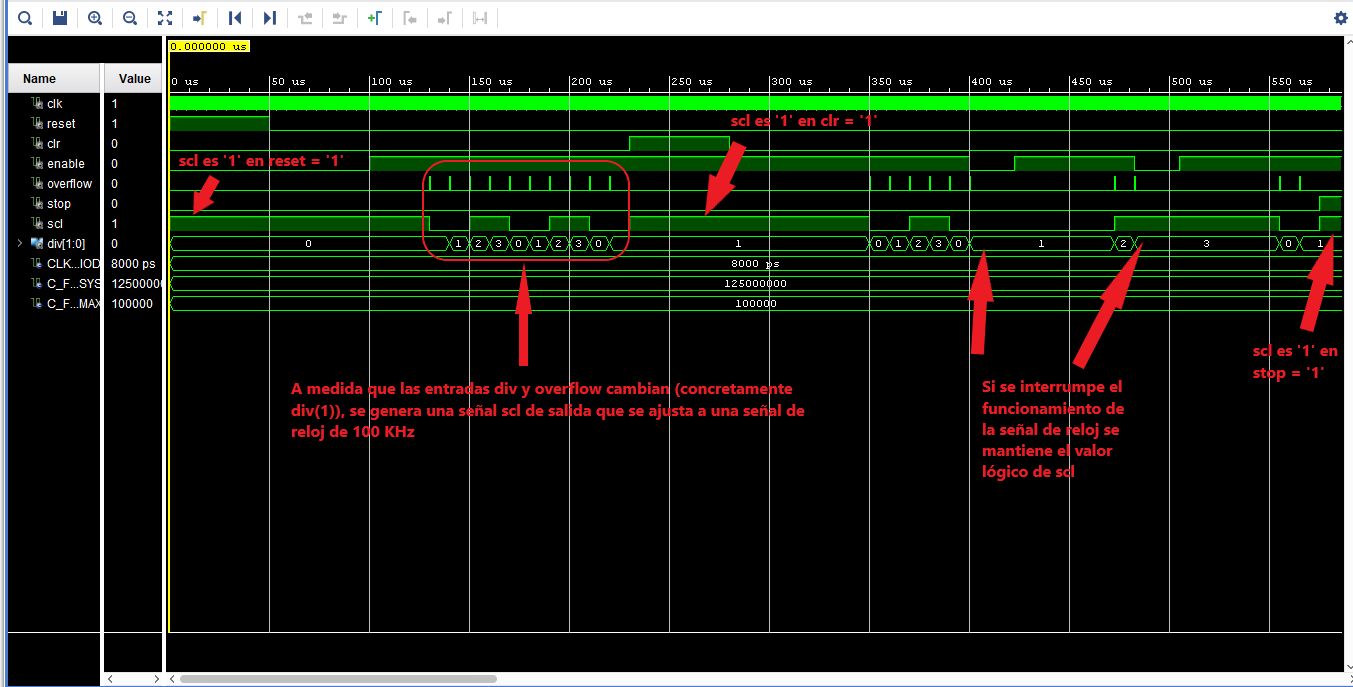 0.000000 us
Name Value
0 us 50 us 100 us 150 us 200 us 250 us 300 us 350 us 400 us 450 us 500 us 550 us
clk 1
reset 1
clr 0
enable 0
overflow 0
stop 0
scl 1
div[1:0] 0
CLK...IOD 8000 ps
C_F...SYS 12500000
C_F...MAX 100000
scl es '1' en clr = '1'
scl es '1' en reset = '1'
0 1 2 3 0 1 2 3 0 1 0 1 2 3 0 1 2 3 0 1
8000 ps
125000000
100000
A medida que las entradas div y overflow cambian (concretamente
div(1)), se genera una señal scl de salida que se ajusta a una señal de
reloj de 100 KHz
Si se interrumpe el
funcionamiento de
la señal de reloj se
mantiene el valor
lógico de scl
scl es '1' en
stop = '1'